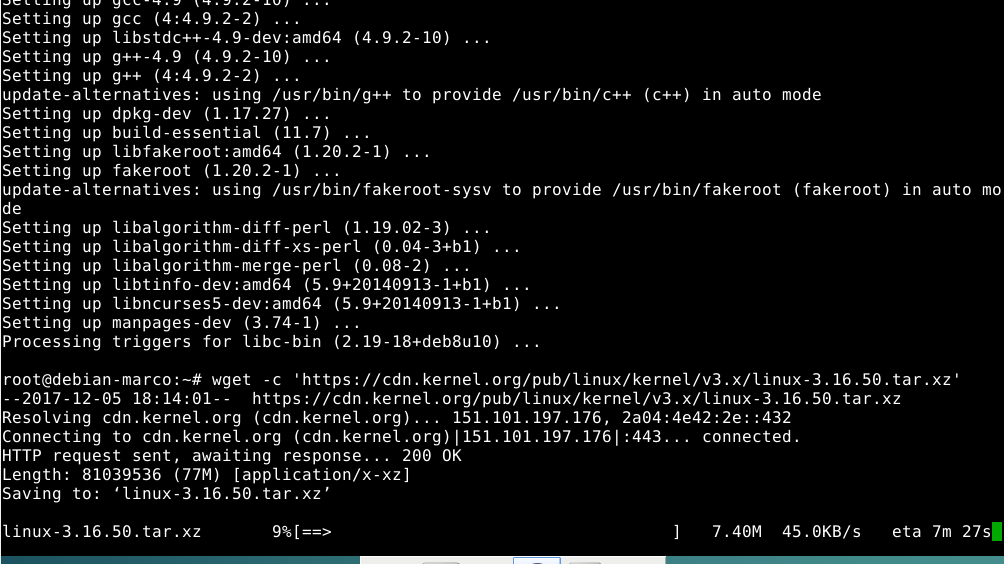 Setting up gcc-4.9 (4.9.2-10) ...
Setting up gcc (4:4.9.2-2) ...
Setting up libstdc++-4.9-dev:amd64 (4.9.2-10) ...
Setting up g++-4.9 (4.9.2-10) ...
Setting up g++ (4:4.9.2-2) ...
update-alternatives: using /usr/bin/g++ to provide /usr/bin/c++ (c++) in auto mode
Setting up dpkg-dev (1.17.27) ...
Setting up build-essential (11.7) ...
Setting up libfakeroot:amd64 (1.20.2-1) ...
Setting up fakeroot (1.20.2-1) ...
update-alternatives: using /usr/bin/fakeroot-sysv to provide /usr/bin/fakeroot (fakeroot) in auto mo
de
Setting up libalgorithm-diff-perl (1.19.02-3) ...
Setting up libalgorithm-diff-xs-perl (0.04-3+b1) ...
Setting up libalgorithm-merge-perl (0.08-2) ...
Setting up libtinfo-dev:amd64 (5.9+20140913-1+b1) ...
Setting up libncurses5-dev:amd64 (5.9+20140913-1+b1) ...
Setting up manpages-dev (3.74-1) ...
Processing triggers for libc-bin (2.19-18+deb8u10) ...
root@debian-marco:~# wget -c 'https://cdn.kernel.org/pub/linux/kernel/v3.x/linux-3.16.50.tar.xz'
--2017-12-05 18:14:01--  https://cdn.kernel.org/pub/linux/kernel/v3.x/linux-3.16.50.tar.xz
Resolving cdn.kernel.org (cdn.kernel.org)... 151.101.197.176, 2a04:4e42:2e::432
Connecting to cdn.kernel.org (cdn.kernel.org)|151.101.197.176|:443... connected.
HTTP request sent, awaiting response... 200 OK
Length: 81039536 (77M) [application/x-xz]
Saving to: ‘linux-3.16.50.tar.xz’
linux-3.16.50.tar.xz       9%[==>                                  ]   7.40M  45.0KB/s   eta 7m 27s